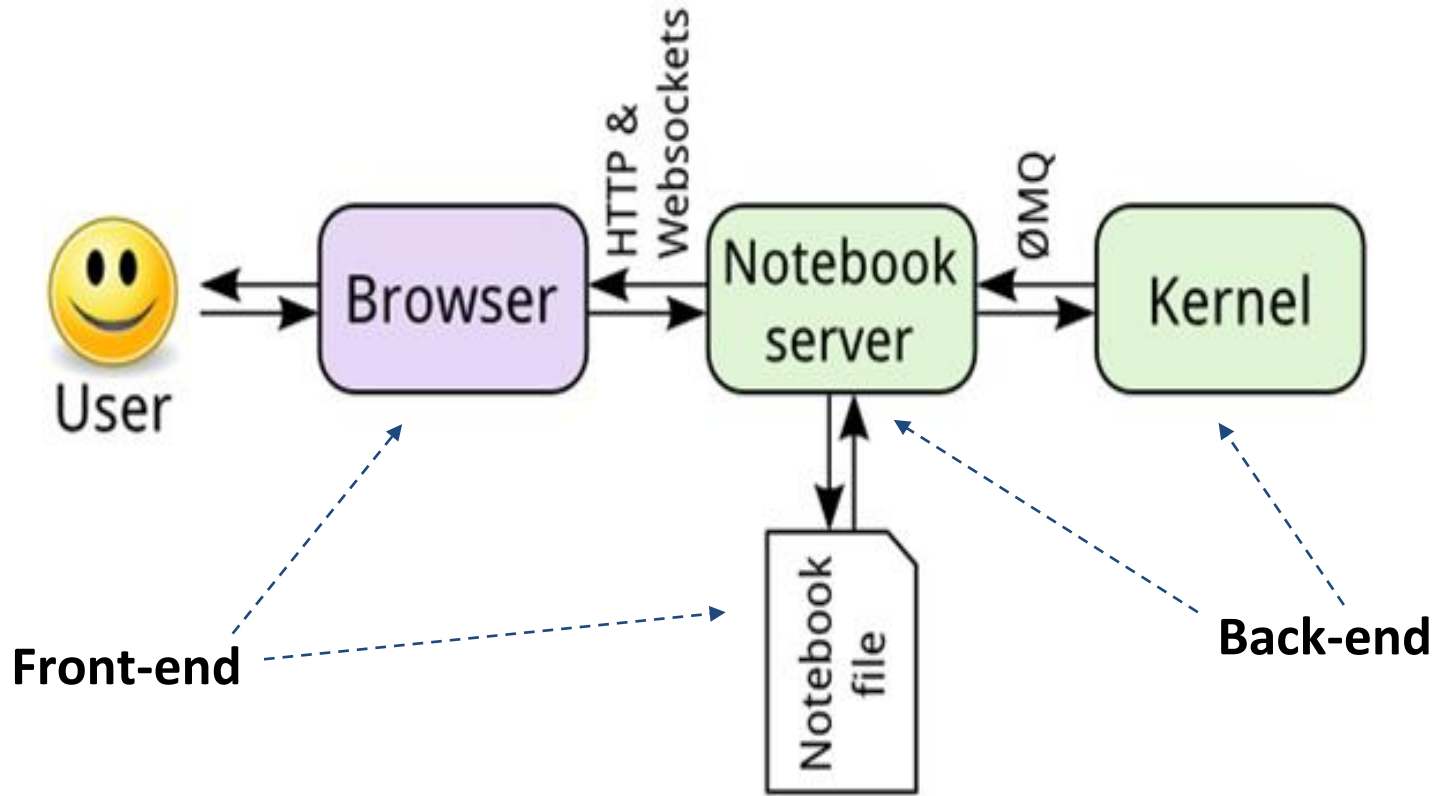 HTTP &
Websockets
ØMQ
User
Browser
Notebook
server
Kernel
Notebook
file
Front-end
Back-end